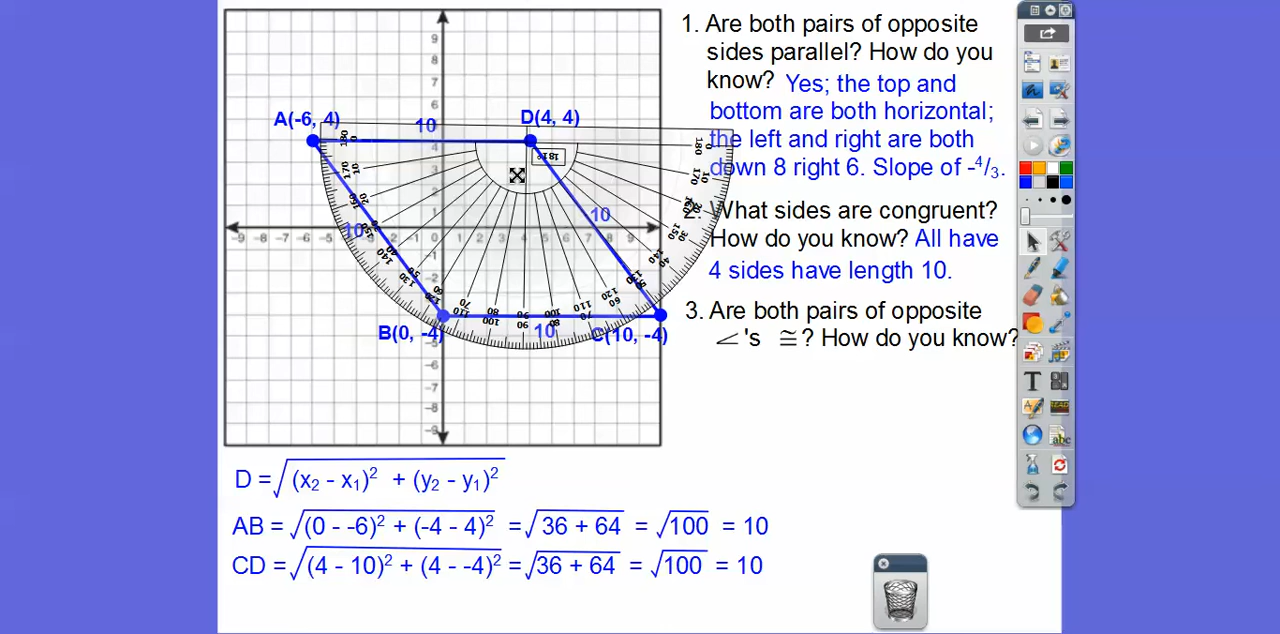 1. Are both pairs of opposite
sides parallel? How do you
know? Yes; the top and
bottom are both horizontal;
the left and right are both
down 8 right 6. Slope of -4/3.
What sides are congruent?
How do you know? All have
4 sides have length 10.
3. Are both pairs of opposite
∠'s ≅? How do you know?
A(-6, 4)
10
D(4, 4)
10
10
B(0, -4)
10
C(10, -4)
181°
D = √(x₂ - x₁)² + (y₂ - y₁)²
AB = √(0 - -6)² + (-4 - 4)² = √36 + 64 = √100 = 10
CD = √(4 - 10)² + (4 - -4)² = √36 + 64 = √100 = 10